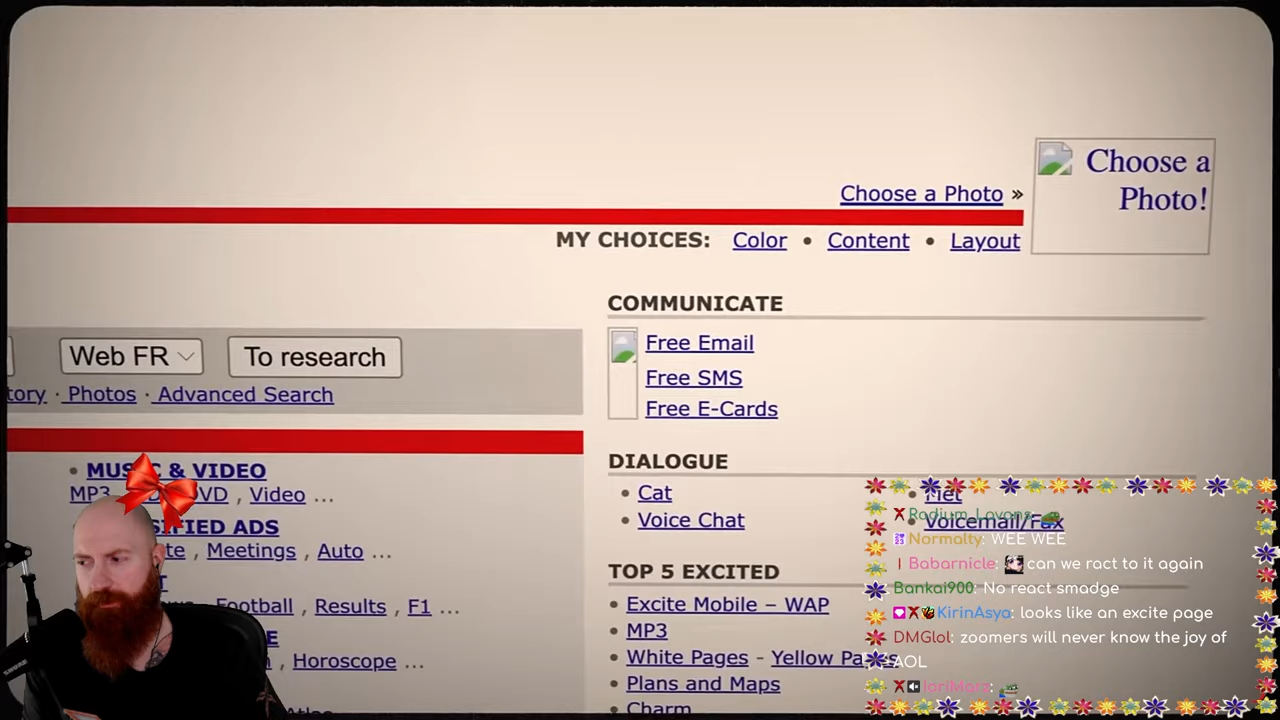 Choose a Photo »
Choose a
Photo!
MY CHOICES: Color • Content • Layout
COMMUNICATE
Free Email
Free SMS
Free E-Cards
Web FR
To research
tory · Photos · Advanced Search
• MUSIC & VIDEO
MP3 , DVD , Video ...
SIFIED ADS
te , Meetings , Auto ...
Football , Results , F1 ...
Horoscope ...
DIALOGUE
• Cat
• Voice Chat
Voicemail/Fax
TOP 5 EXCITED
• Excite Mobile – WAP
• MP3
• White Pages - Yellow Pa
• Plans and Maps
• Charm
Normalty: WEE WEE
Babarnicle: can we ract to it again
Bankai900: No react smadge
KirinAsya: looks like an excite page
DMGlol: zoomers will never know the joy of
AOL